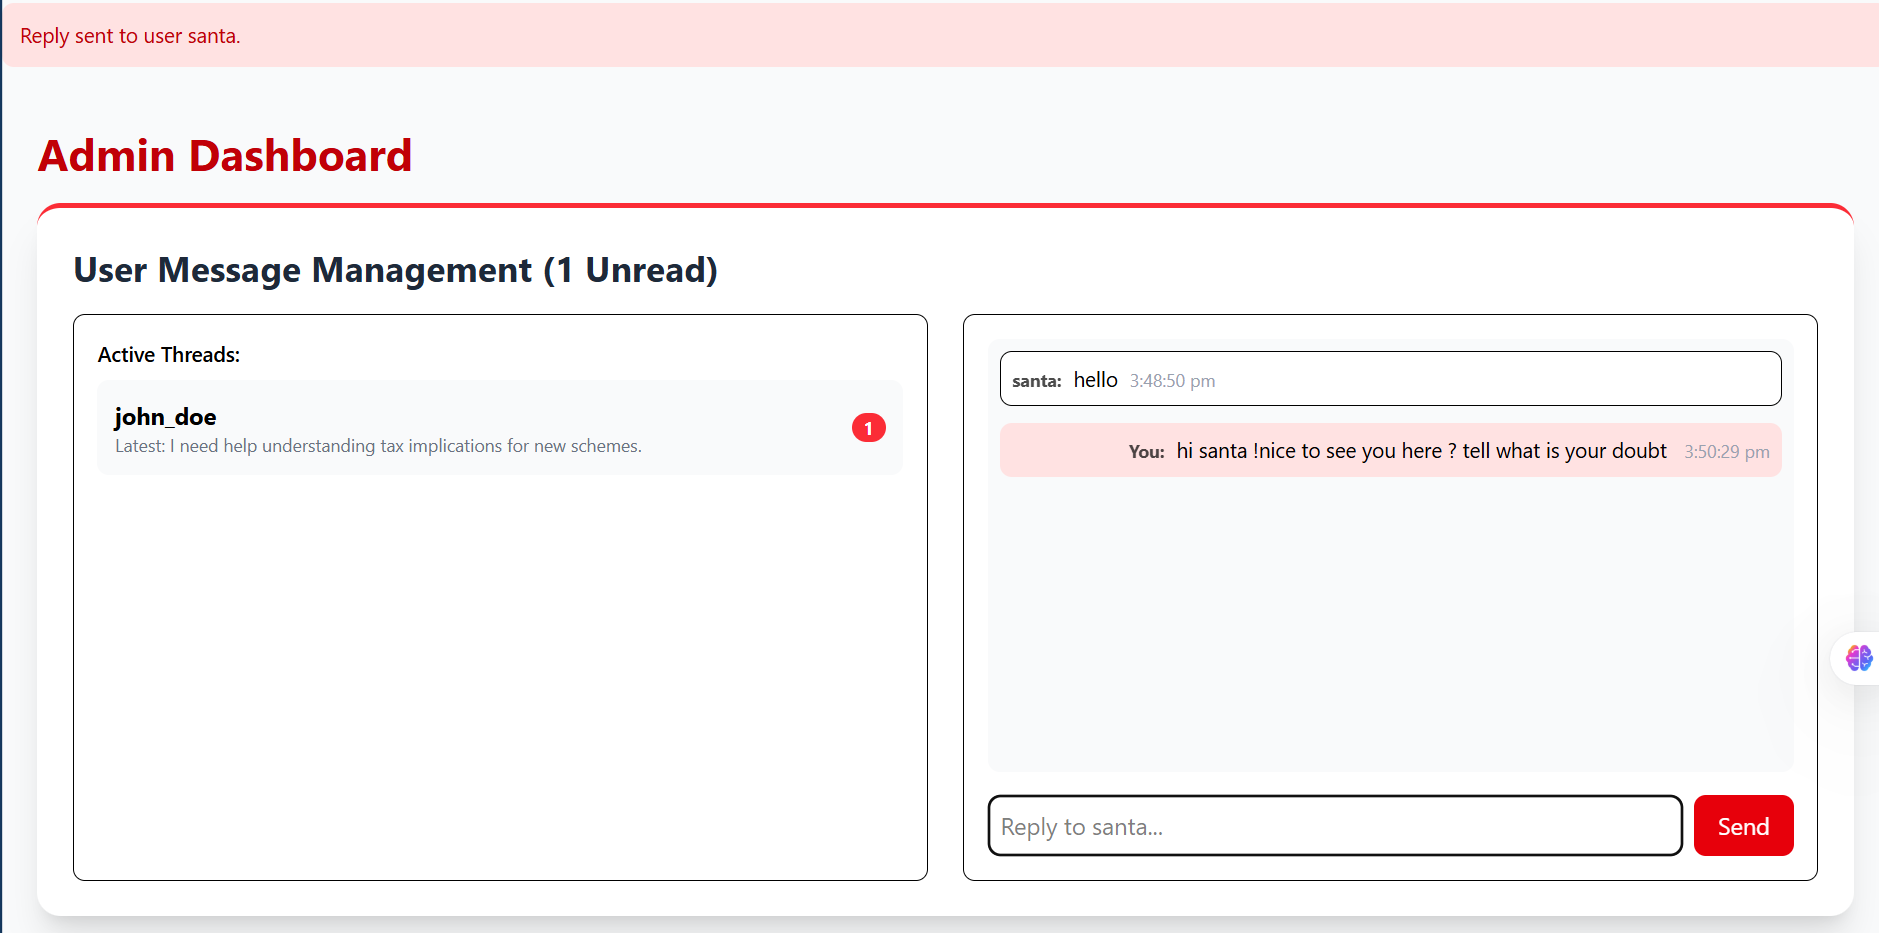 Reply sent to user santa.
Admin Dashboard
User Message Management (1 Unread)
Active Threads:
john_doe
Latest: I need help understanding tax implications for new schemes.
1
santa: hello 3:48:50 pm
You: hi santa !nice to see you here ? tell what is your doubt 3:50:29 pm
Reply to santa...
Send